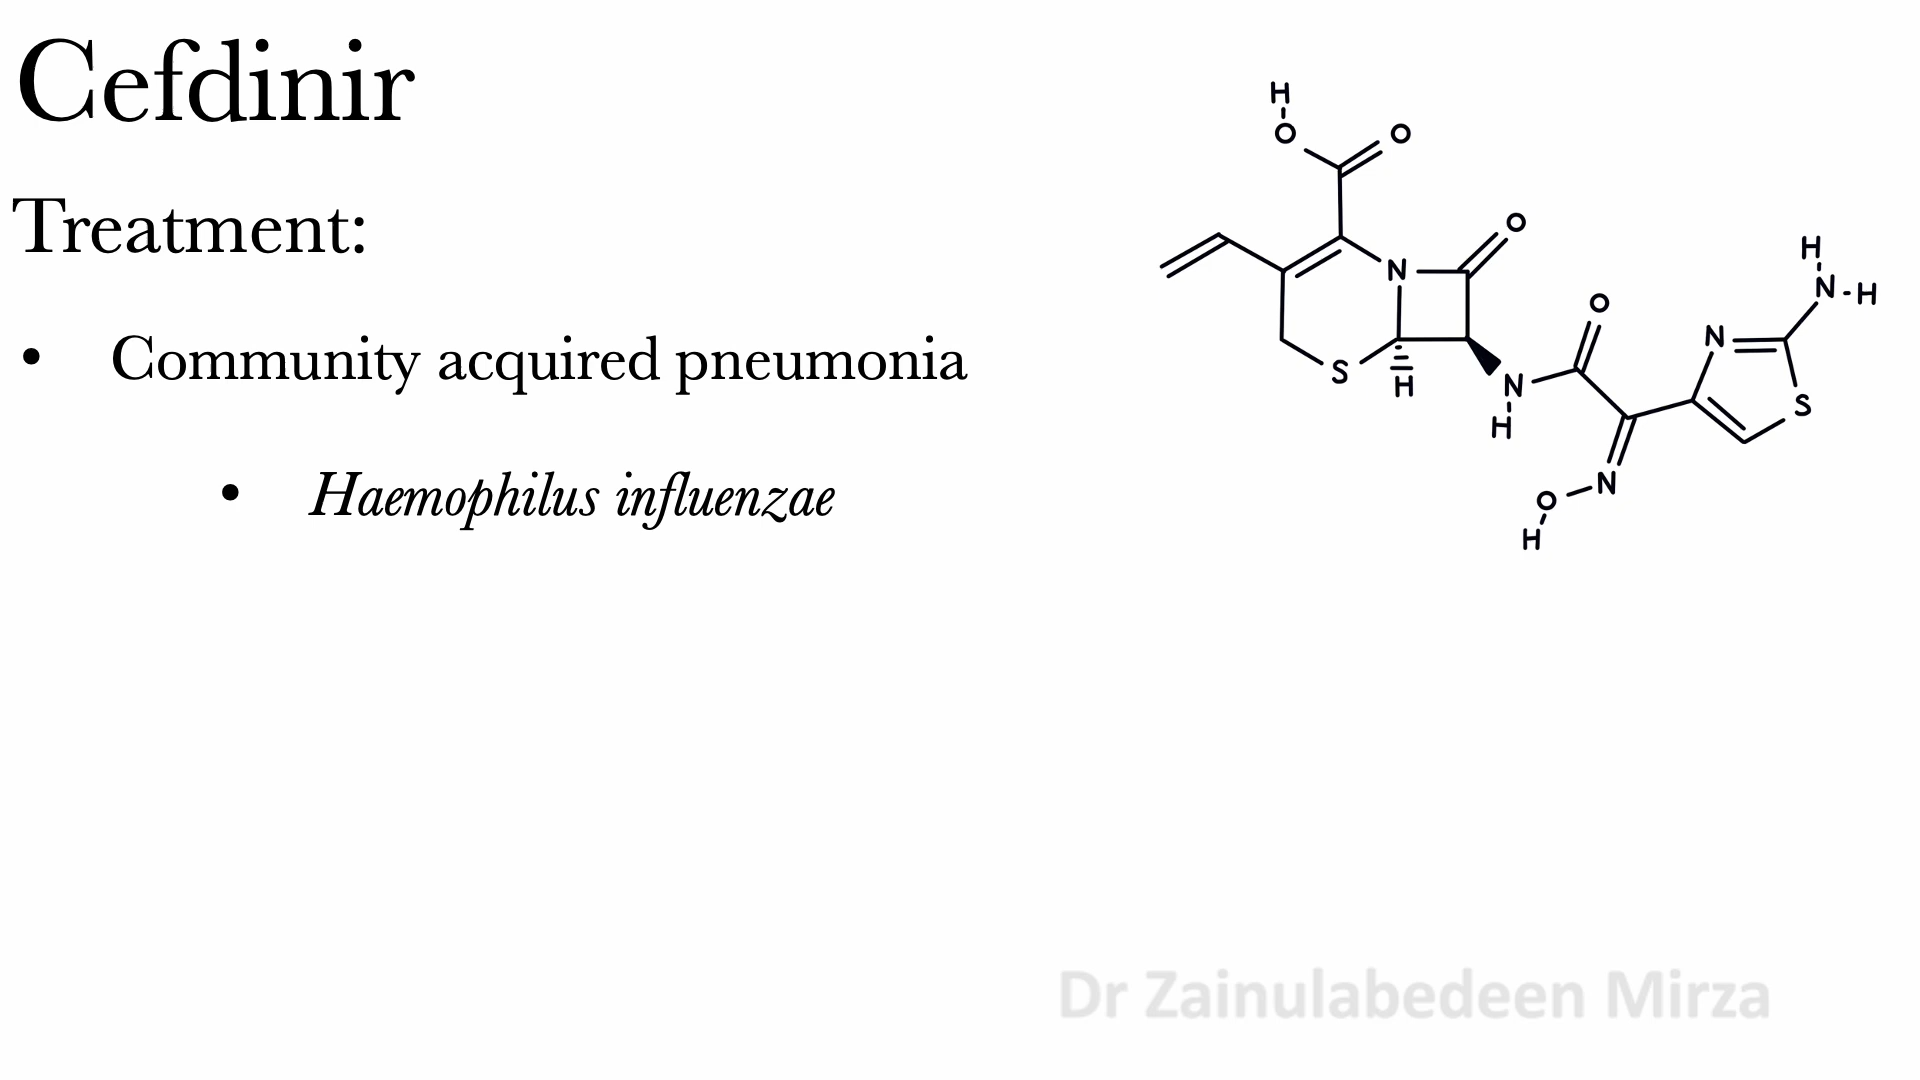 Cefdinir
Treatment:
• Community acquired pneumonia
• Haemophilus influenzae
H
O
O
O
N
S
H
N
H
O
N
O
H
N
S
H
N-H
Dr Zainulabedeen Mirza